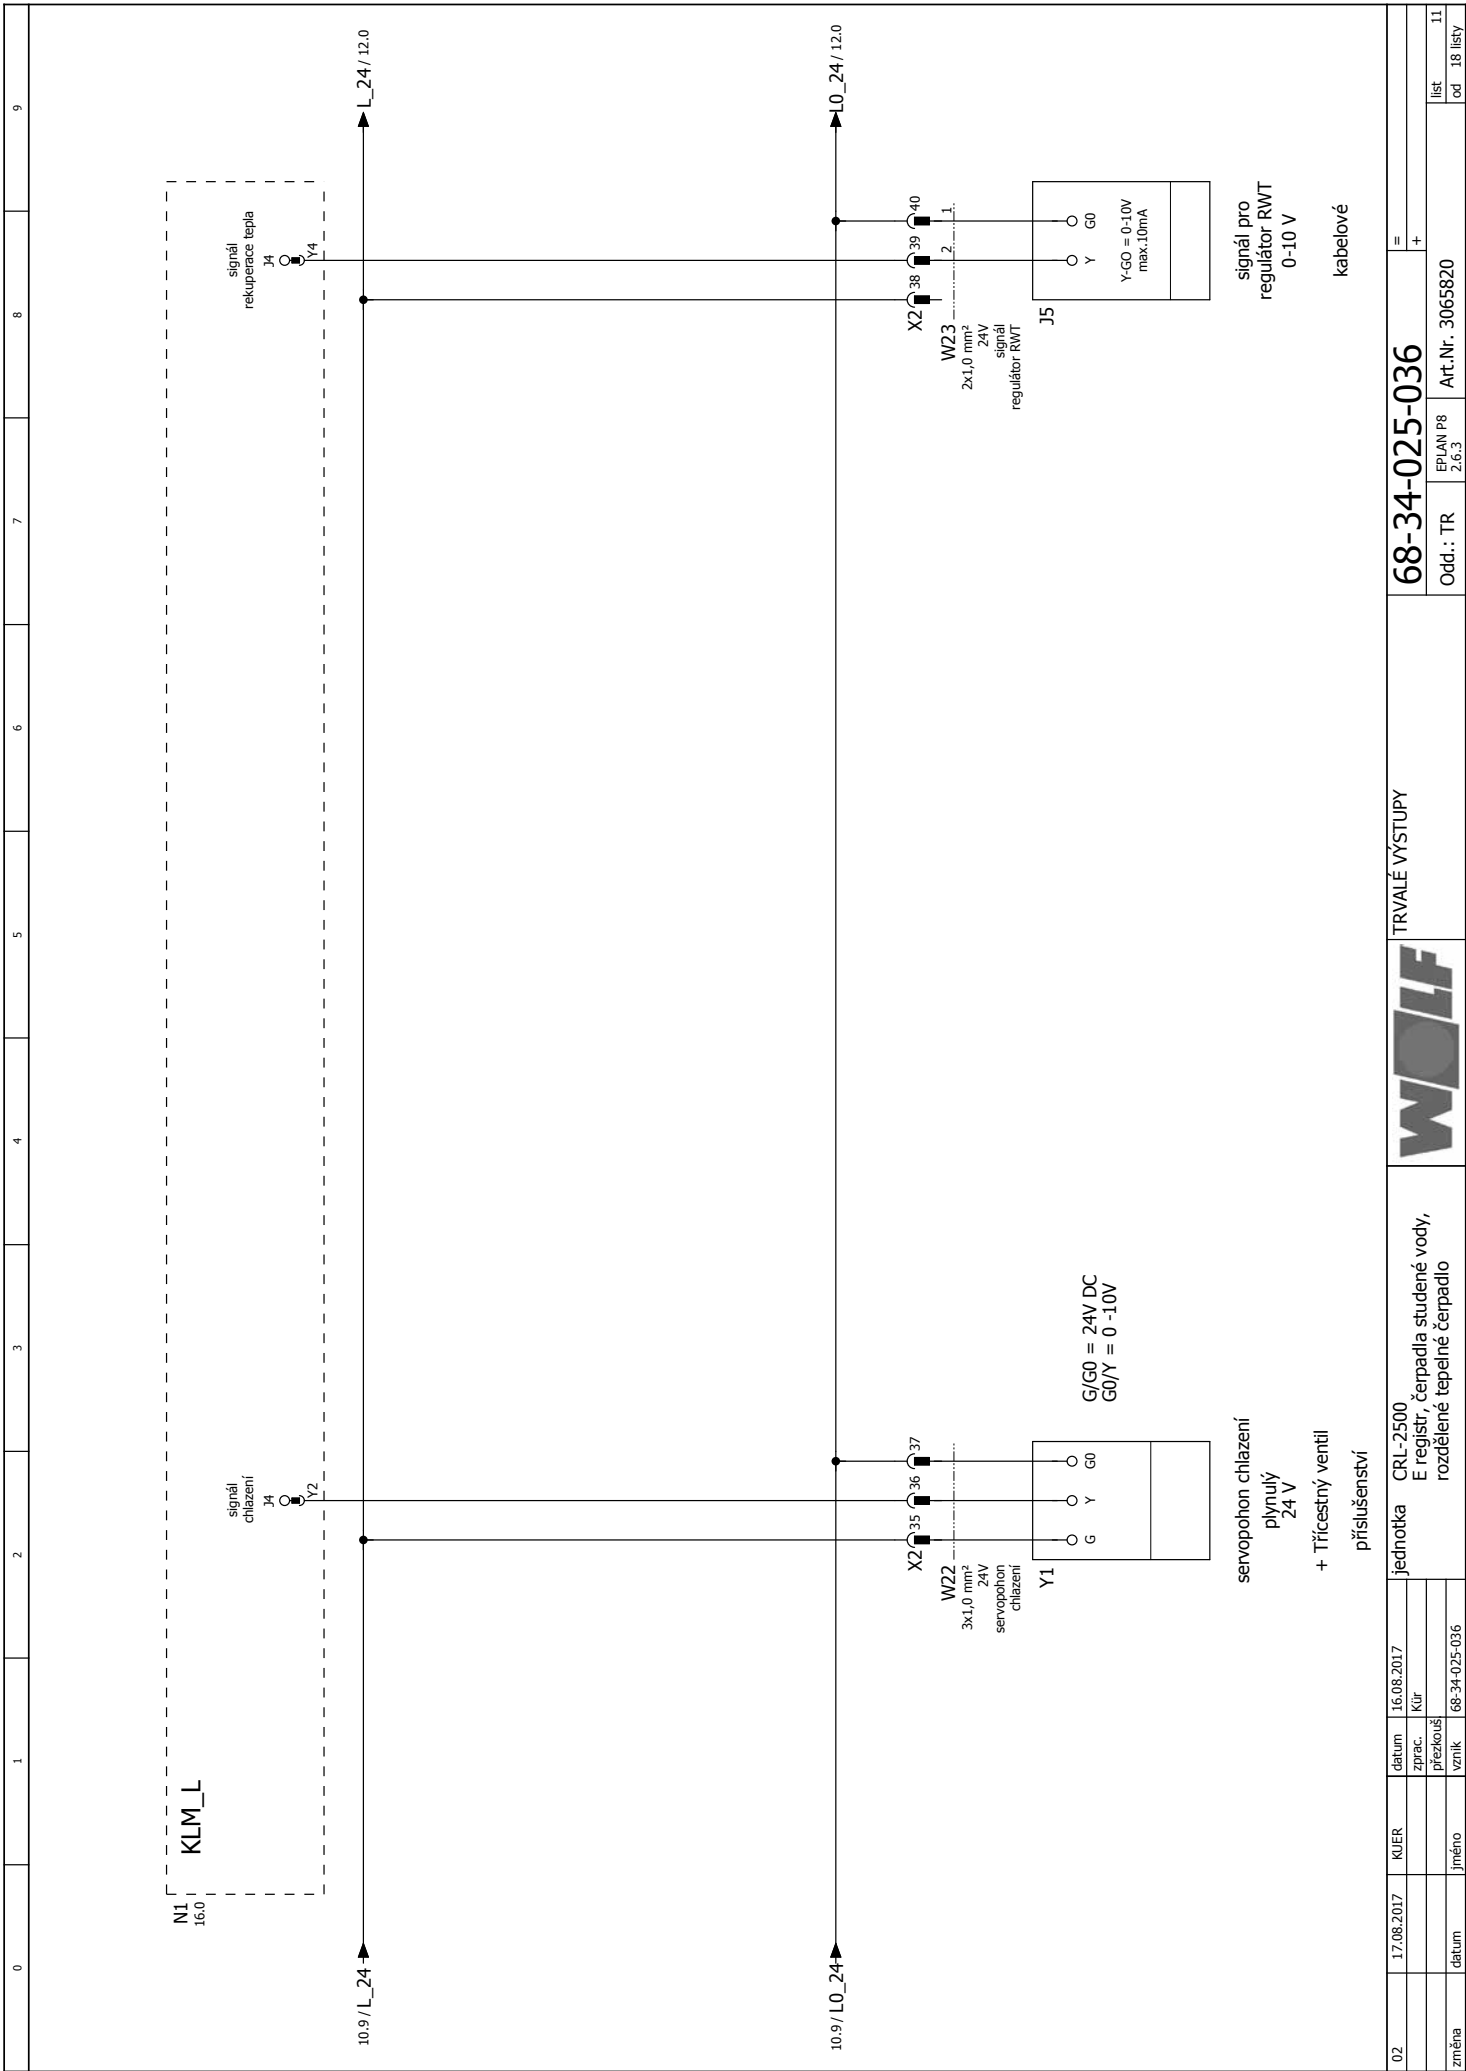 0 1 2 3 4 5 6 7 8 9
N1
16.0
KLM_L
signál
chlazení
J4
Y2
signál
rekuperace tepla
J4
Y4
10.9 / L_24
L_24 / 12.0
10.9 / L0_24
L0_24 / 12.0
X2 35 36 37
W22
3x1,0 mm²
24V
servopohon
chlazení
Y1
G Y G0
G/G0 = 24V DC
G0/Y = 0 -10V
servopohon chlazení
plynulý
24 V
+ Třícestný ventil
příslušenství
X2 38 39 40
2 1
W23
2x1,0 mm²
24V
signál
regulátor RWT
J5
Y G0
Y-GO = 0-10V
max.10mA
signál pro
regulátor RWT
0-10 V
kabelové
02 17.08.2017 KUER
změna datum jméno
datum 16.08.2017
zprac. Kür
přezkouš.
vznik 68-34-025-036
jednotka CRL-2500
E registr, čerpadla studené vody,
rozdělené tepelné čerpadlo
WOLF
TRVALÉ VÝSTUPY
68-34-025-036
Odd.: TR
EPLAN P8
2.6.3
Art.Nr. 3065820
=
+
list 11
od 18 listy